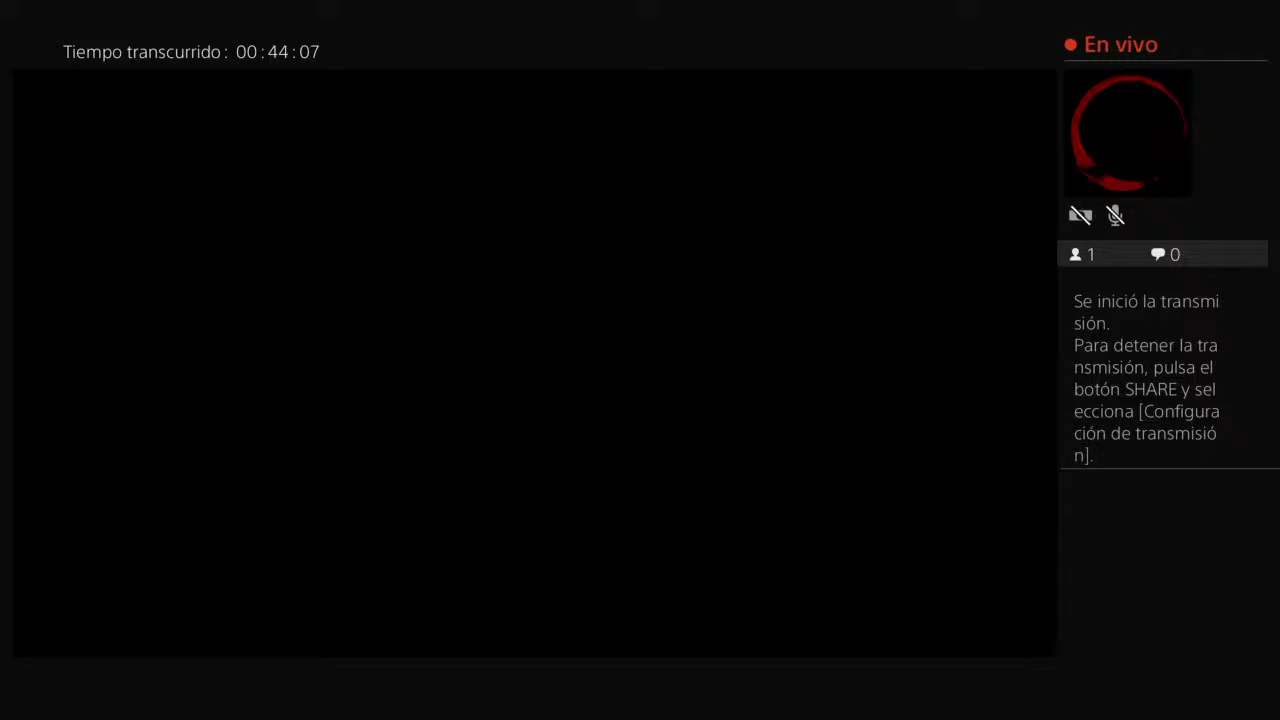 Tiempo transcurrido: 00:44:07
En vivo
1 0
Se inició la transmi
sión.
Para detener la tra
nsmisión, pulsa el
botón SHARE y sel
ecciona [Configura
ción de transmisió
n].